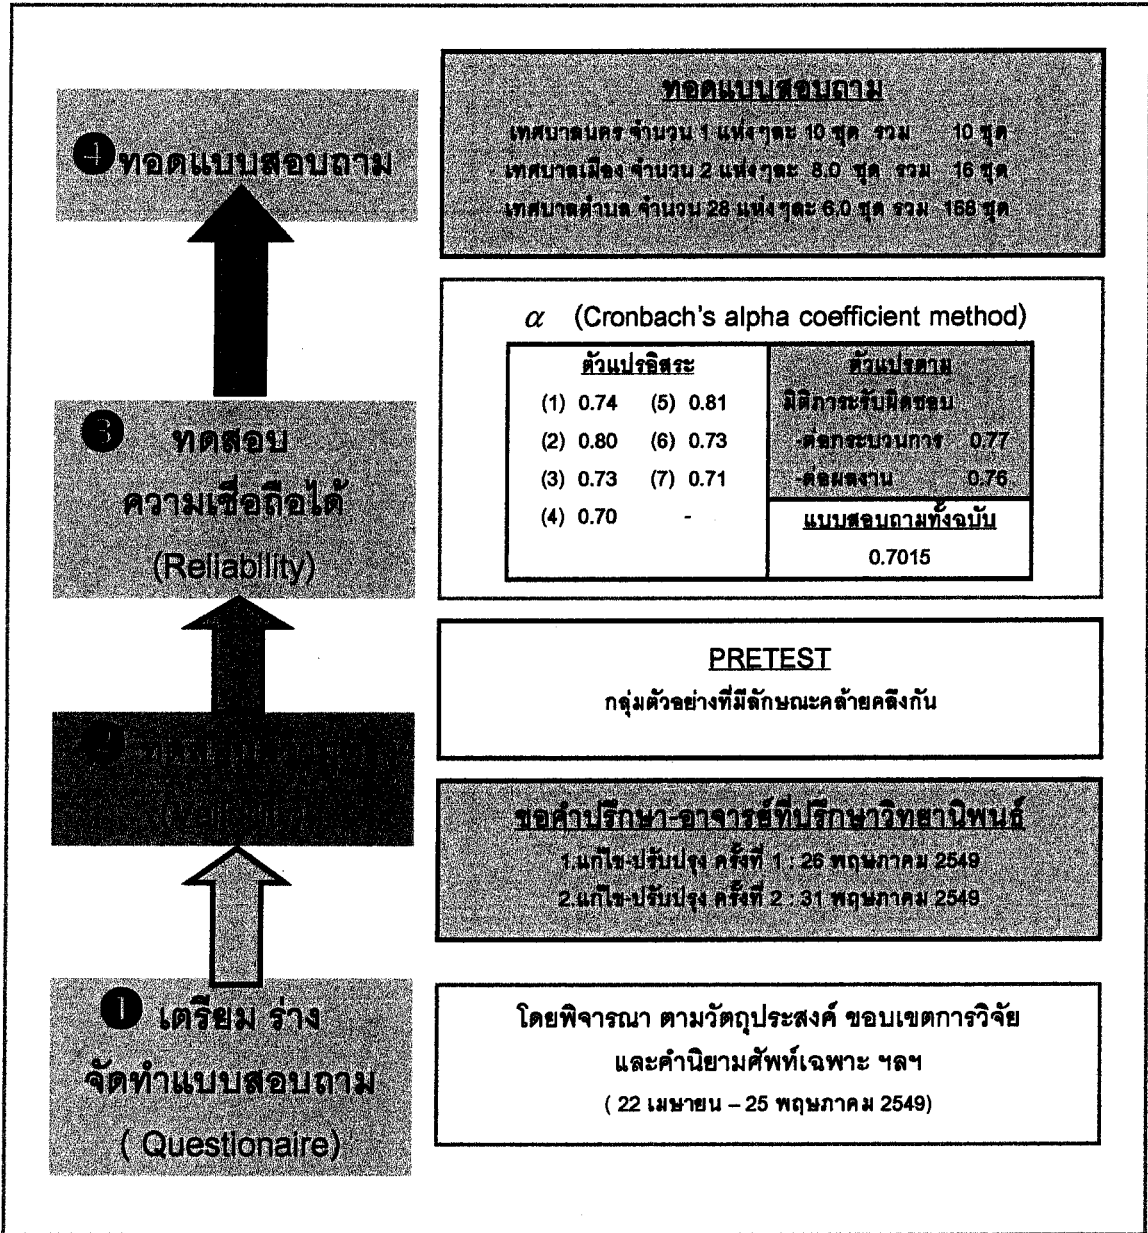 ❹ทอดแบบสอบถาม
ทอดแบบสอบถาม
เทศบาลนคร จำนวน 1 แห่งๆละ 10 ชุด รวม 10 ชุด
เทศบาลเมือง จำนวน 2 แห่งๆละ 8.0 ชุด รวม 16 ชุด
เทศบาลตำบล จำนวน 28 แห่งๆละ 6.0 ชุด รวม 168 ชุด
❸ ทดสอบ
ความเชื่อถือได้
(Reliability)
α (Cronbach's alpha coefficient method)
ตัวแปรอิสระ
(1) 0.74 (5) 0.81
(2) 0.80 (6) 0.73
(3) 0.73 (7) 0.71
(4) 0.70 -
ตัวแปรตาม
มิติภาระรับผิดชอบ
-ต่อกระบวนการ 0.77
-ต่อผลงาน 0.76
แบบสอบถามทั้งฉบับ
0.7015
PRETEST
กลุ่มตัวอย่างที่มีลักษณะคล้ายคลึงกัน
❷
ขอคำปรึกษา-อาจารย์ที่ปรึกษาวิทยานิพนธ์
1.แก้ไข-ปรับปรุง ครั้งที่ 1 : 26 พฤษภาคม 2549
2.แก้ไข-ปรับปรุง ครั้งที่ 2 : 31 พฤษภาคม 2549
❶ เตรียม ร่าง
จัดทำแบบสอบถาม
( Questionaire)
โดยพิจารณา ตามวัตถุประสงค์ ขอบเขตการวิจัย
และคำนิยามศัพท์เฉพาะ ฯลฯ
( 22 เมษายน – 25 พฤษภาคม 2549)